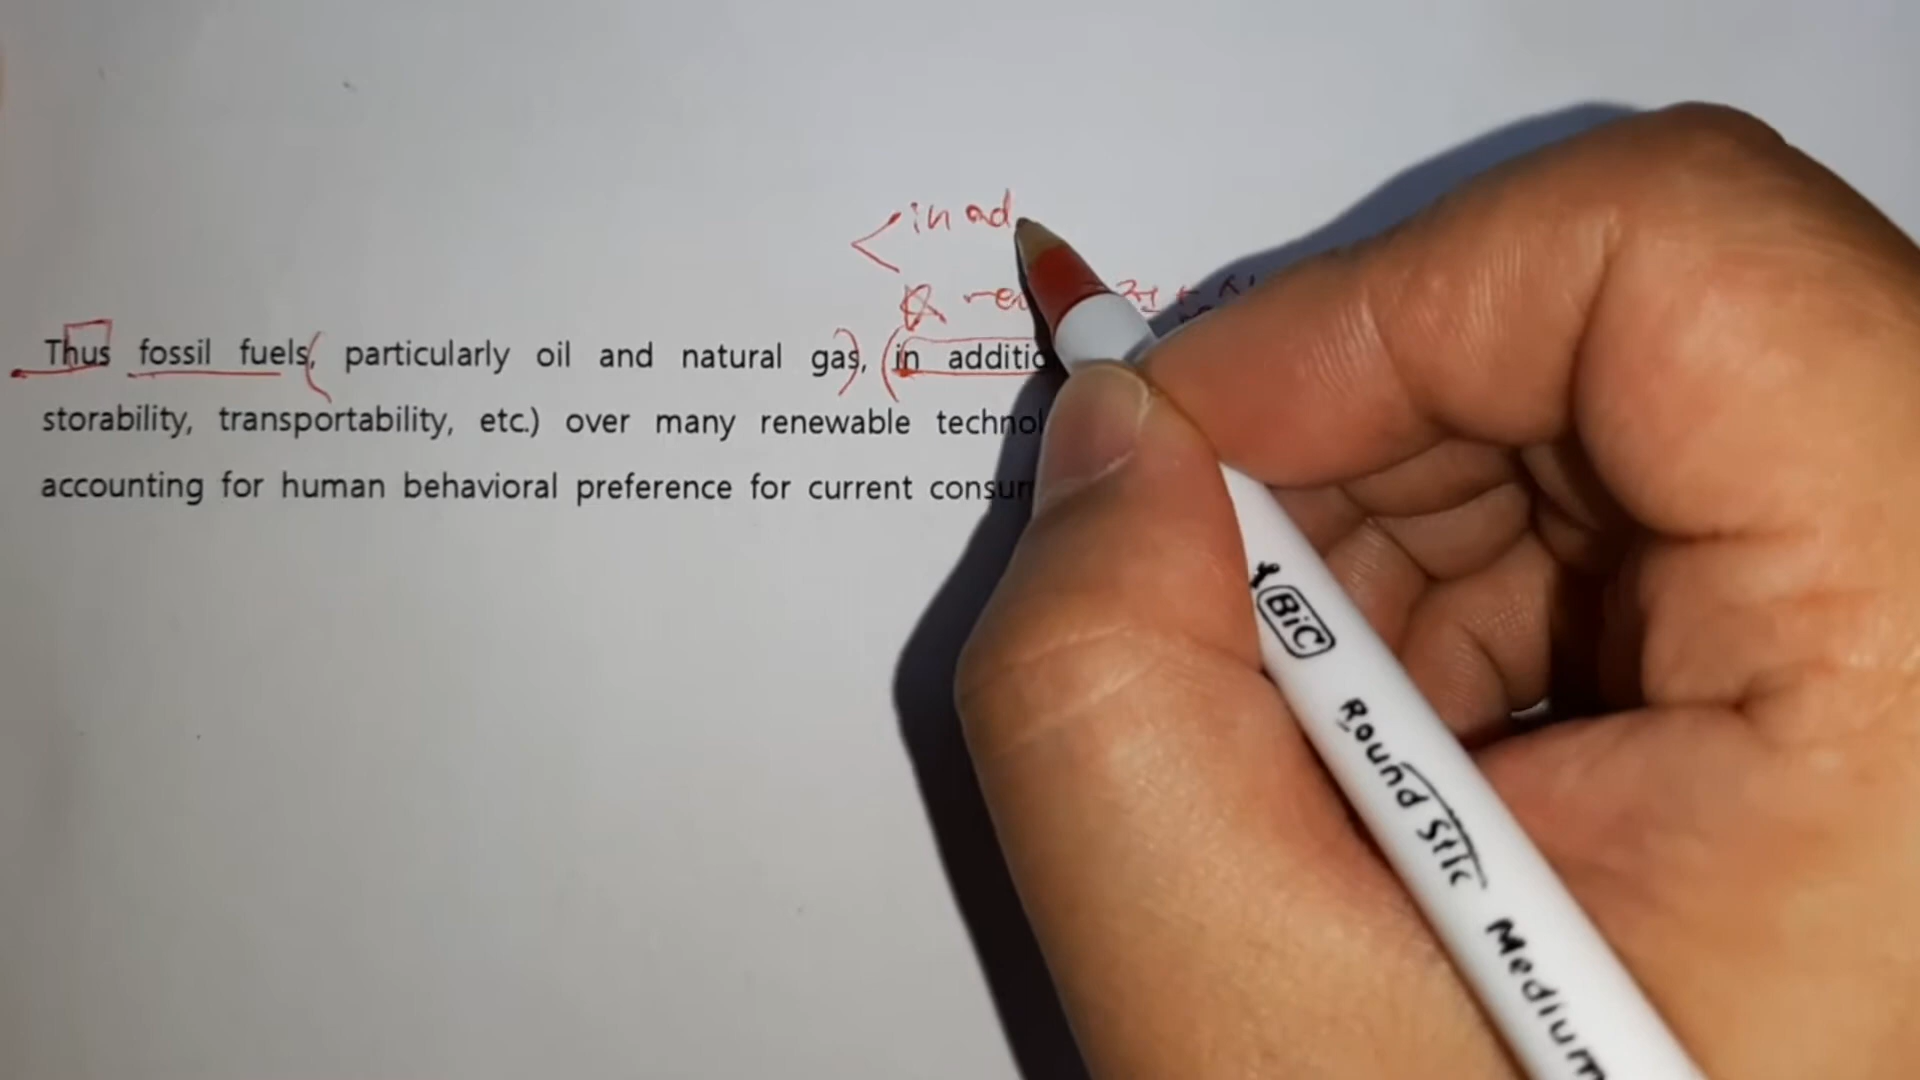 in ad
Thus fossil fuels, particularly oil and natural gas, in additio
storability, transportability, etc.) over many renewable technol
accounting for human behavioral preference for current consum
BiC
Round Stic
Medium